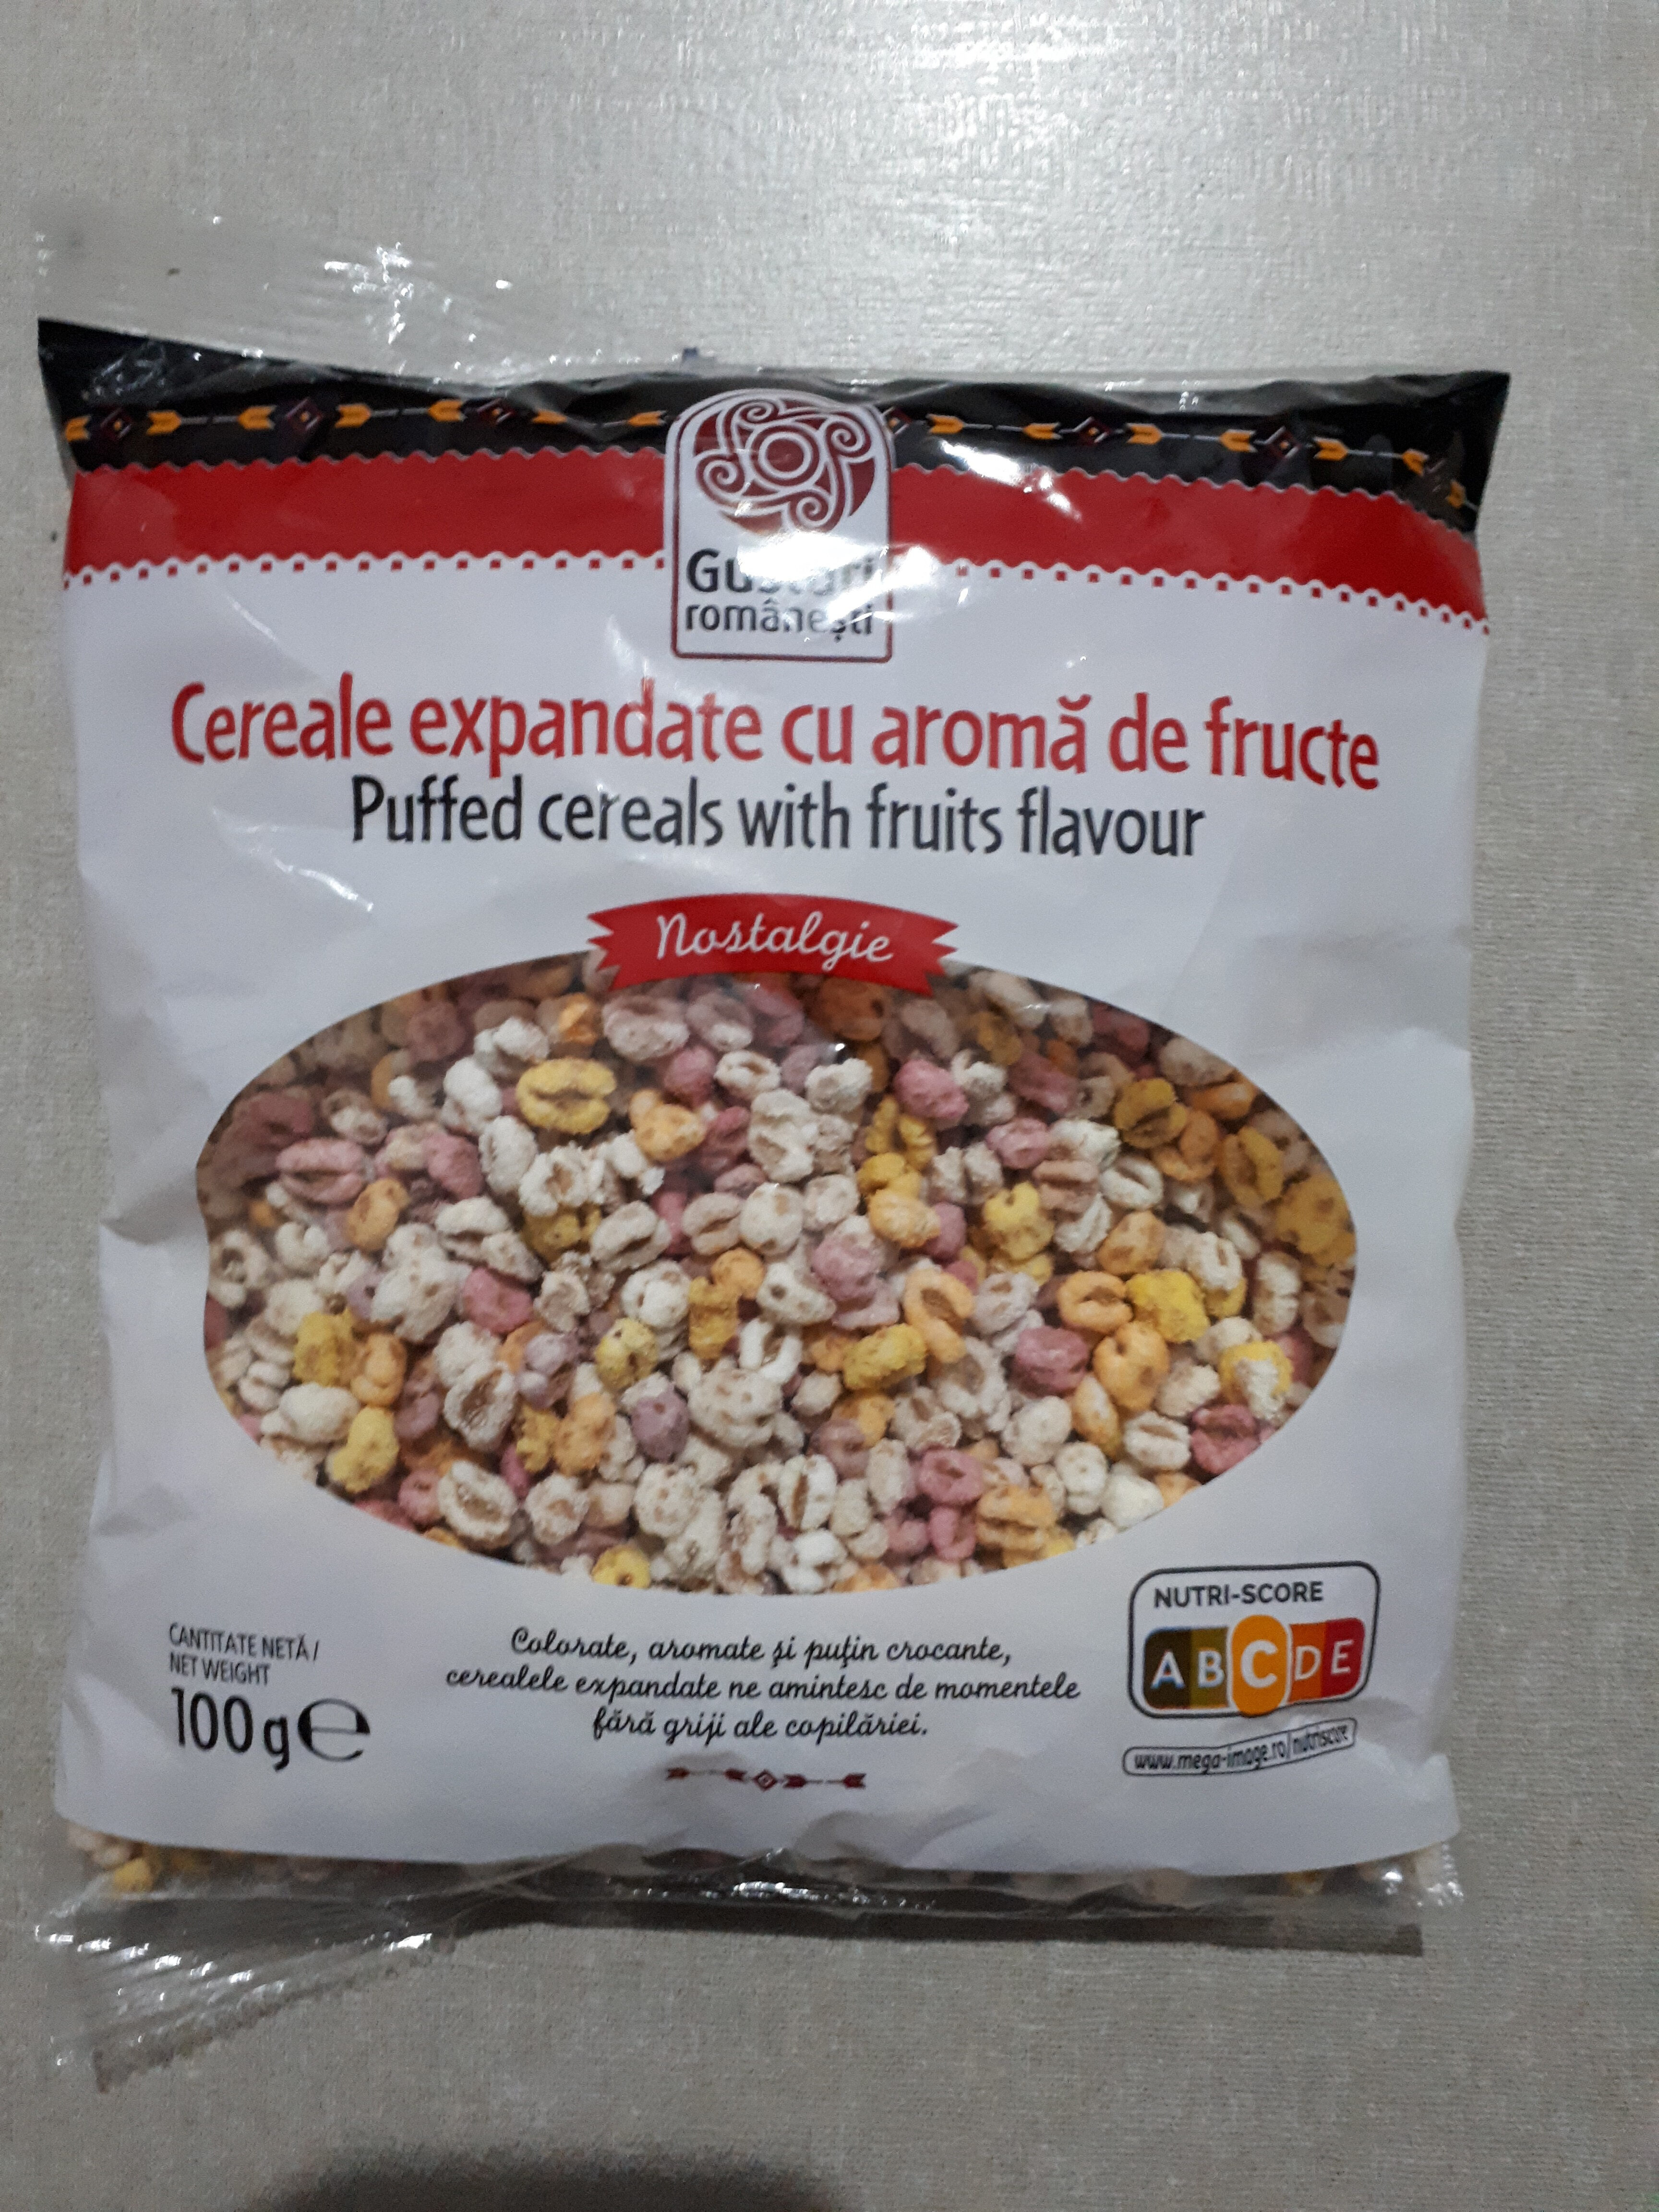 Gusturi
românești
Cereale expandate cu aromă de fructe
Puffed cereals with fruits flavour
Nostalgie
CANTITATE NETĂ/
NET WEIGHT
100g℮
Colorate, aromate și puțin crocante,
cerealele expandate ne amintesc de momentele
fără griji ale copilăriei.
NUTRI-SCORE
A B C D E
www.mega-image.ro/nutriscore